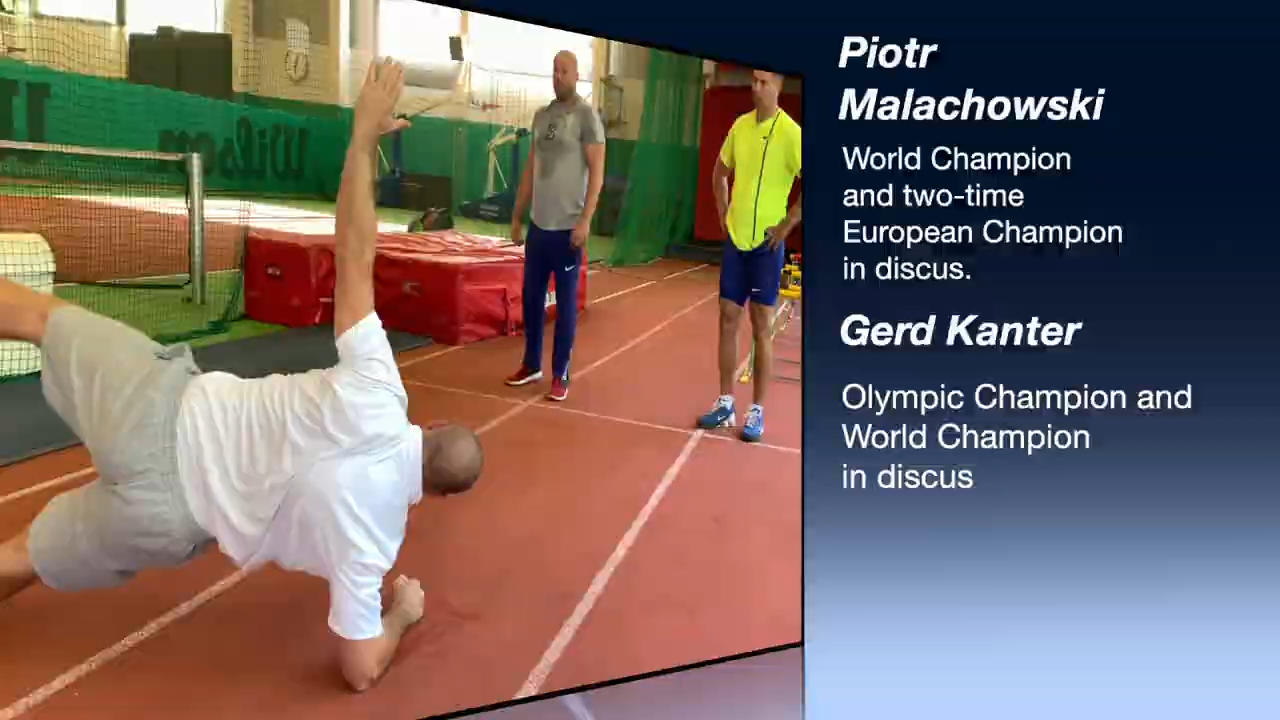 Piotr
Malachowski
World Champion
and two-time
European Champion
in discus.
Gerd Kanter
Olympic Champion and
World Champion
in discus
Wilson